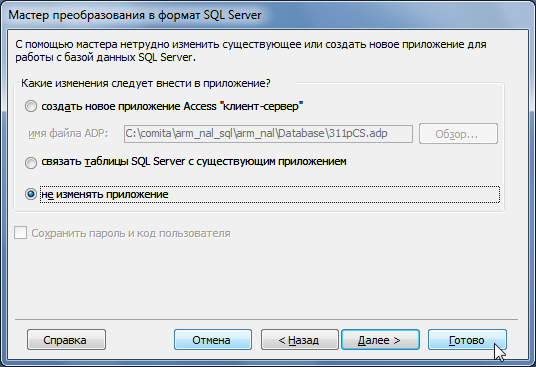 Мастер преобразования в формат SQL Server
С помощью мастера нетрудно изменить существующее или создать новое приложение для
работы с базой данных SQL Server.
Какие изменения следует внести в приложение?
создать новое приложение Access "клиент-сервер"
имя файла ADP: C:\comita\arm_nal_sql\arm_nal\Database\311pCS.adp Обзор...
связать таблицы SQL Server с существующим приложением
не изменять приложение
Сохранить пароль и код пользователя
Справка Отмена < Назад Далее > Готово